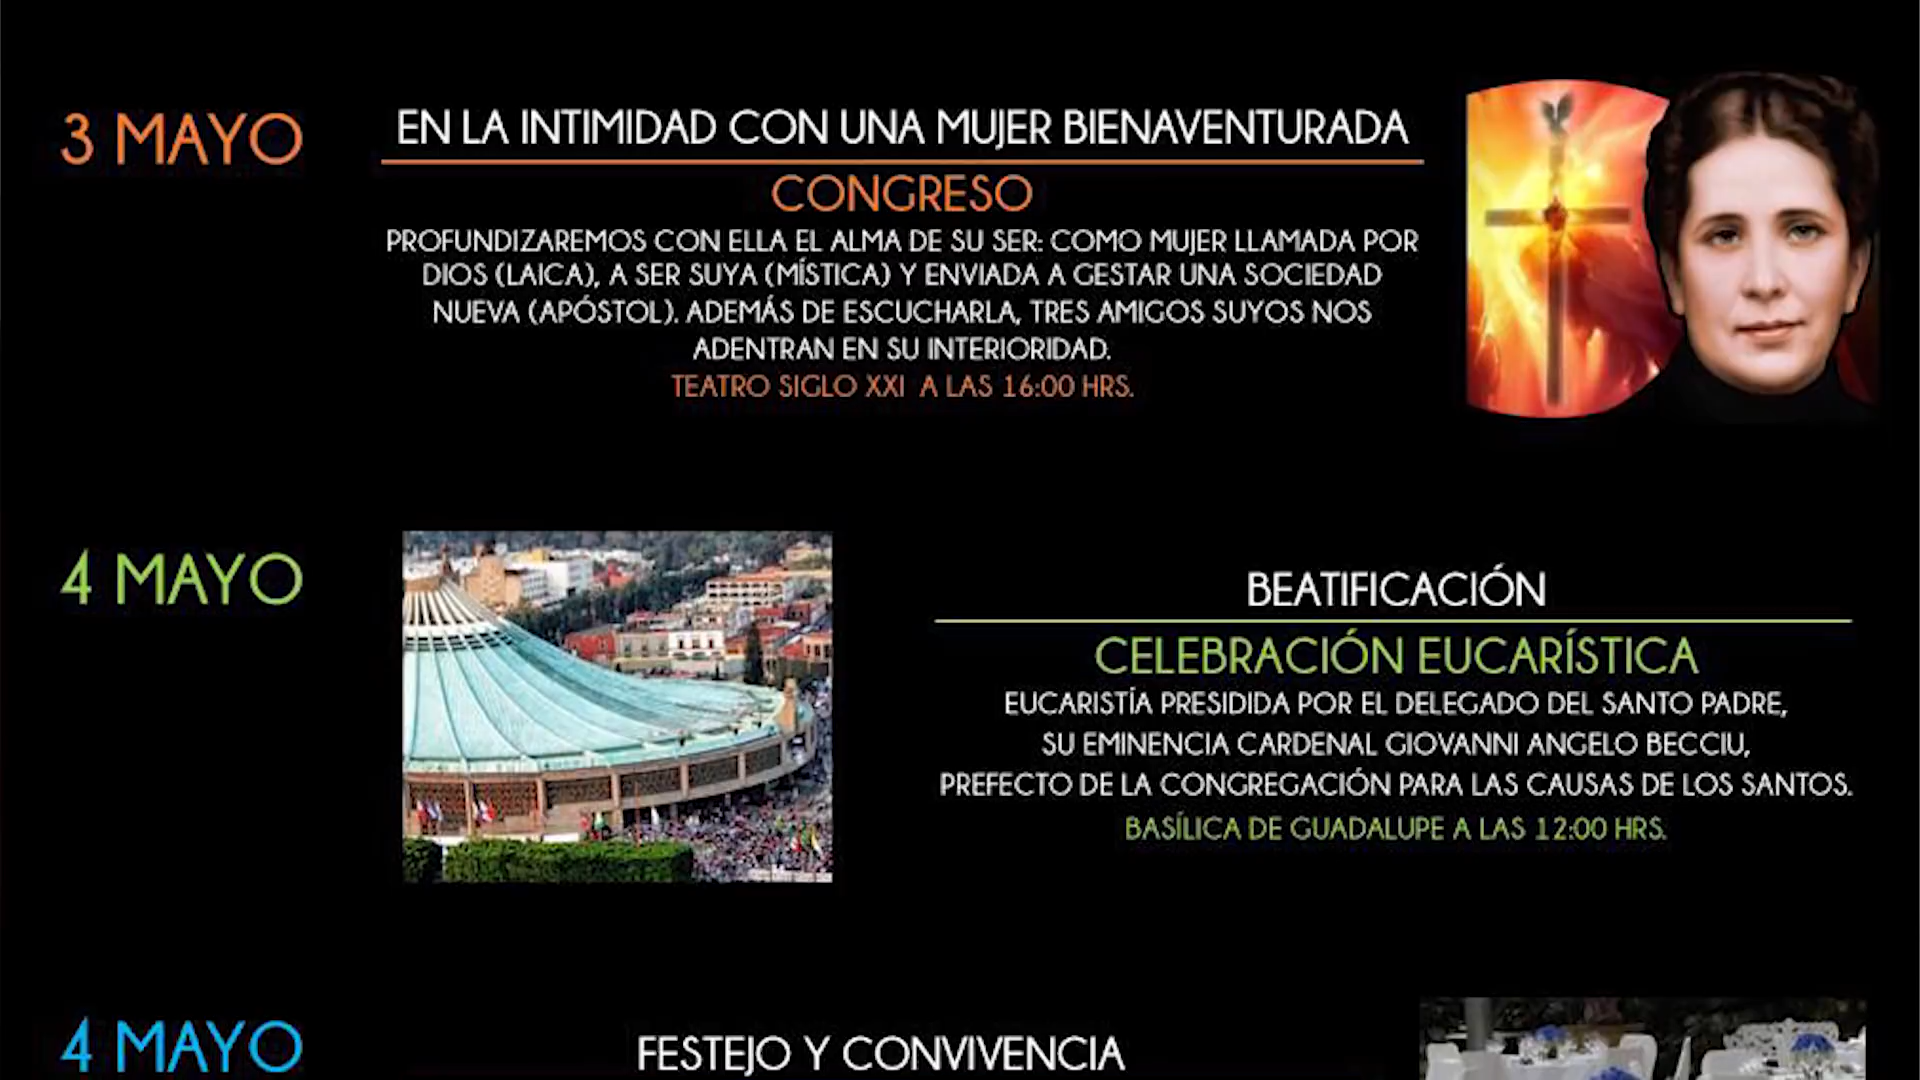 3 MAYO
EN LA INTIMIDAD CON UNA MUJER BIENAVENTURADA
CONGRESO
PROFUNDIZAREMOS CON ELLA EL ALMA DE SU SER: COMO MUJER LLAMADA POR
DIOS (LAICA), A SER SUYA (MÍSTICA) Y ENVIADA A GESTAR UNA SOCIEDAD
NUEVA (APÓSTOL). ADEMÁS DE ESCUCHARLA, TRES AMIGOS SUYOS NOS
ADENTRAN EN SU INTERIORIDAD.
TEATRO SIGLO XXI A LAS 16:00 HRS.
4 MAYO
BEATIFICACIÓN
CELEBRACIÓN EUCARÍSTICA
EUCARISTÍA PRESIDIDA POR EL DELEGADO DEL SANTO PADRE,
SU EMINENCIA CARDENAL GIOVANNI ANGELO BECCIU,
PREFECTO DE LA CONGREGACIÓN PARA LAS CAUSAS DE LOS SANTOS.
BASÍLICA DE GUADALUPE A LAS 12:00 HRS.
4 MAYO
FESTEJO Y CONVIVENCIA